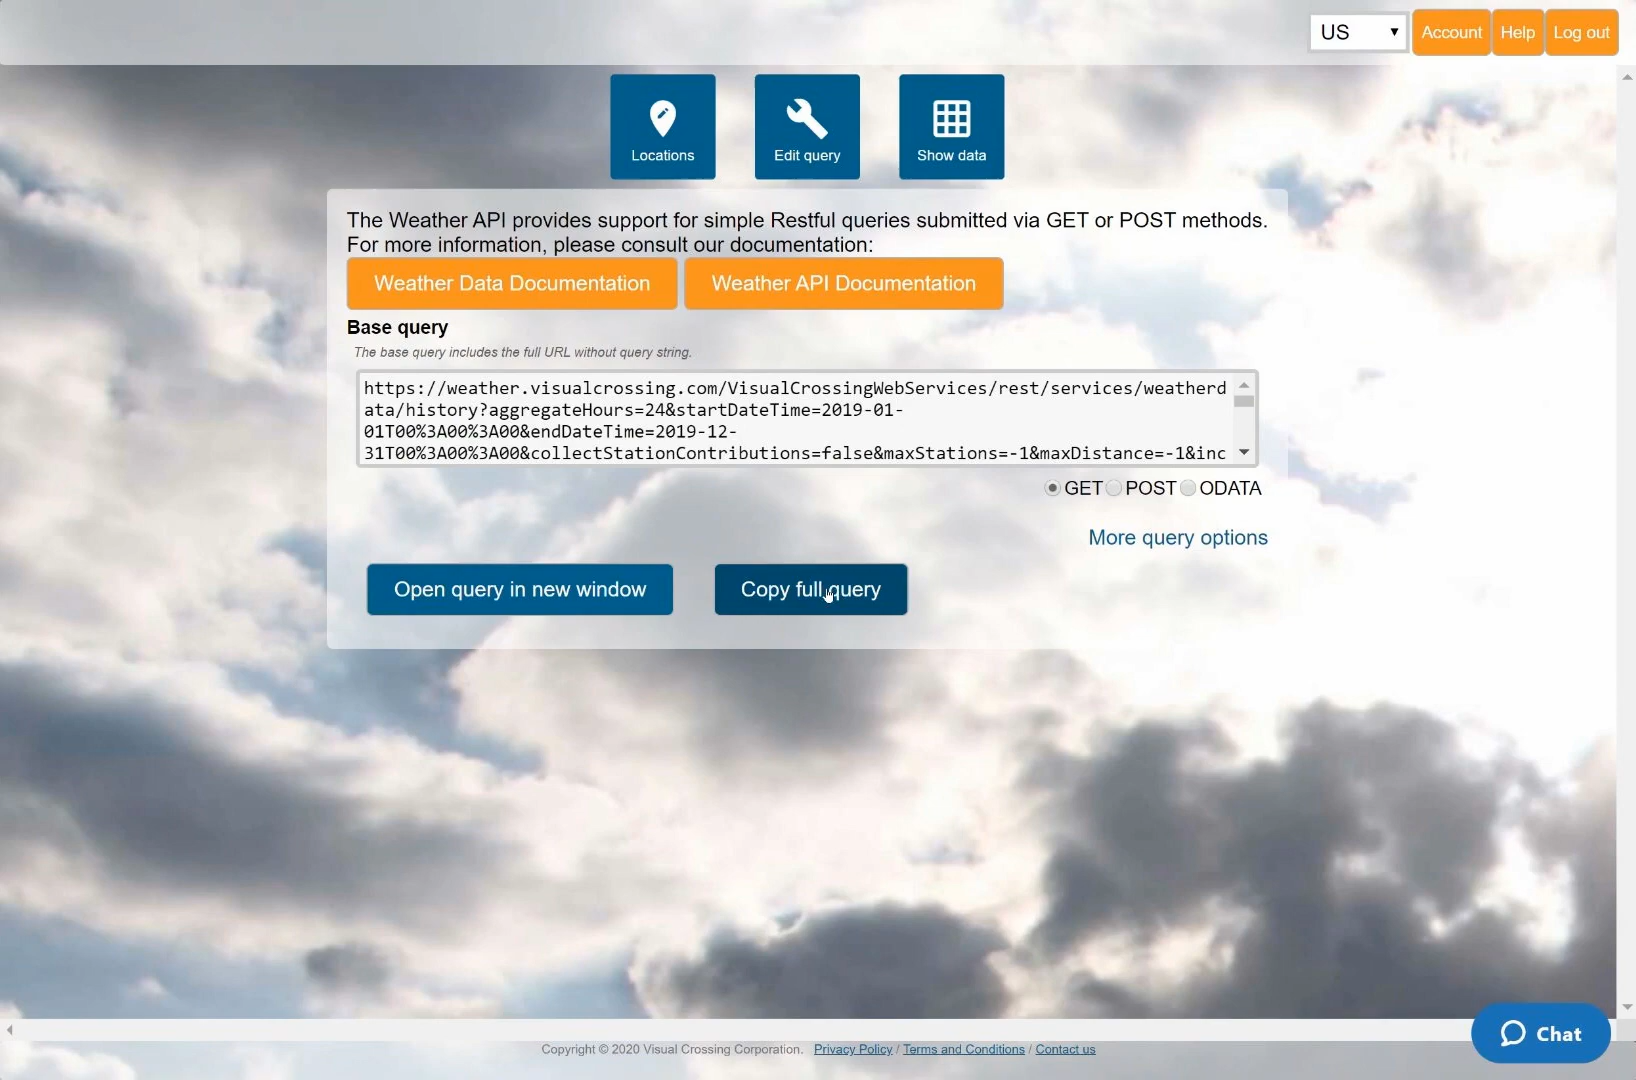 US
Account
Help
Log out
Locations
Edit query
Show data
The Weather API provides support for simple Restful queries submitted via GET or POST methods.
For more information, please consult our documentation:
Weather Data Documentation
Weather API Documentation
Base query
The base query includes the full URL without query string.
https://weather.visualcrossing.com/VisualCrossingWebServices/rest/services/weatherd
ata/history?aggregateHours=24&startDateTime=2019-01-
01T00%3A00%3A00&endDateTime=2019-12-
31T00%3A00%3A00&collectStationContributions=false&maxStations=-1&maxDistance=-1&inc
GET POST ODATA
More query options
Open query in new window
Copy full query
Chat
Copyright © 2020 Visual Crossing Corporation. Privacy Policy / Terms and Conditions / Contact us